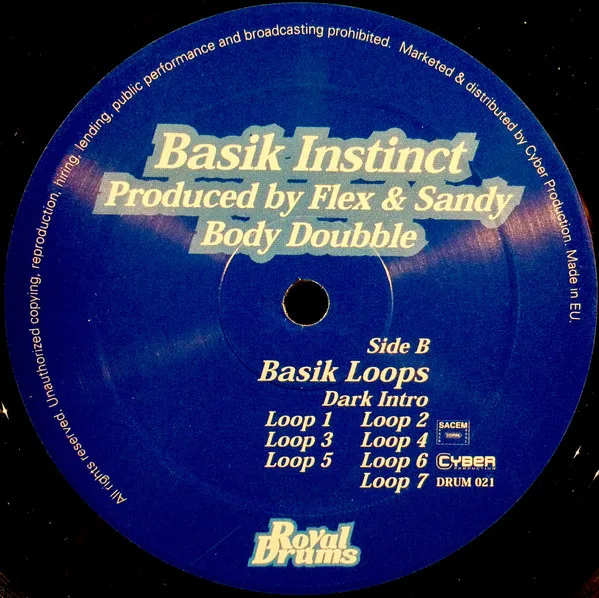 All rights reserved. Unauthorized copying, reproduction, hiring, lending, public performance and broadcasting prohibited. Marketed & distributed by Cyber Production. Made in EU.
Basik Instinct
Produced by Flex & Sandy
Body Doubble
Side B
Basik Loops
Dark Intro
Loop 1 Loop 2
Loop 3 Loop 4
Loop 5 Loop 6
Loop 7
SACEM
SDRM
CYBER
PRODUCTION
DRUM 021
Royal
Drums